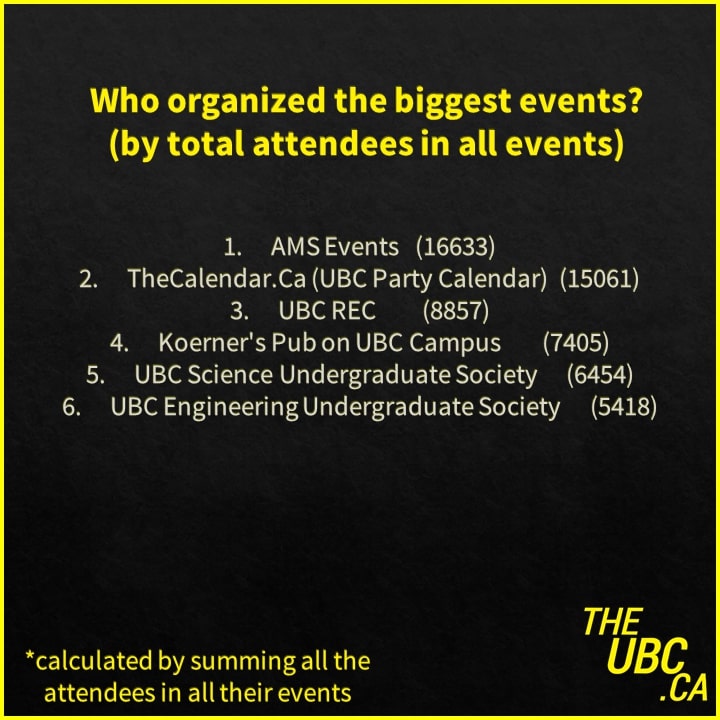 Who organized the biggest events?
(by total attendees in all events)
1. AMS Events (16633)
2. TheCalendar.Ca (UBC Party Calendar) (15061)
3. UBC REC (8857)
4. Koerner's Pub on UBC Campus (7405)
5. UBC Science Undergraduate Society (6454)
6. UBC Engineering Undergraduate Society (5418)
*calculated by summing all the
attendees in all their events
THE
UBC
.CA